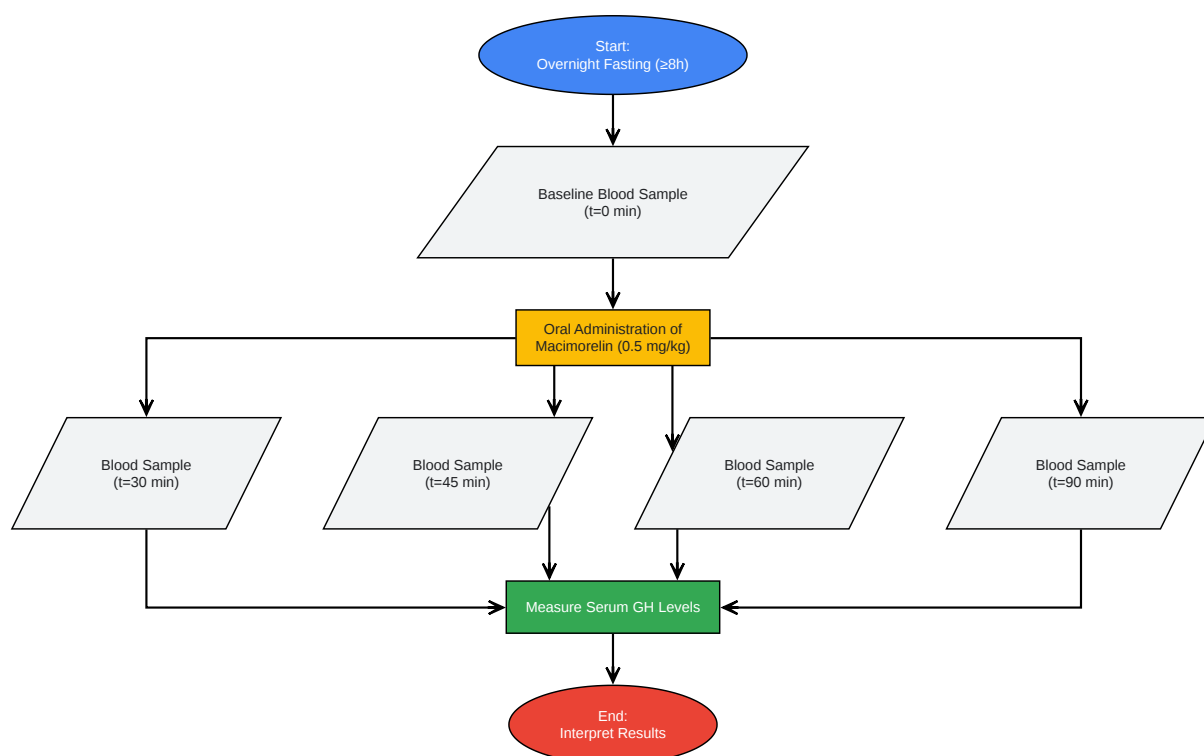 Start:
Overnight Fasting (≥8h)
Baseline Blood Sample
(t=0 min)
Oral Administration of
Macimorelin (0.5 mg/kg)
Blood Sample
(t=30 min)
Blood Sample
(t=45 min)
Blood Sample
(t=60 min)
Blood Sample
(t=90 min)
Measure Serum GH Levels
End:
Interpret Results